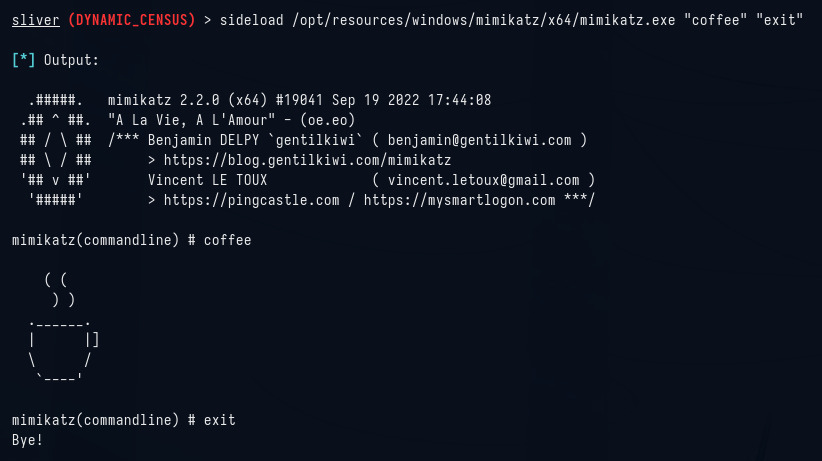 sliver (DYNAMIC_CENSUS) > sideload /opt/resources/windows/mimikatz/x64/mimikatz.exe "coffee" "exit"

[*] Output:

  .#####.   mimikatz 2.2.0 (x64) #19041 Sep 19 2022 17:44:08
 .## ^ ##.  "A La Vie, A L'Amour" - (oe.eo)
 ## / \ ##  /*** Benjamin DELPY `gentilkiwi` ( benjamin@gentilkiwi.com )
 ## \ / ##       > https://blog.gentilkiwi.com/mimikatz
 '## v ##'       Vincent LE TOUX             ( vincent.letoux@gmail.com )
  '#####'        > https://pingcastle.com / https://mysmartlogon.com ***/

mimikatz(commandline) # coffee

    ( (
     ) )
  .______.
  |      |]
  \      /
   `----'

mimikatz(commandline) # exit
Bye!